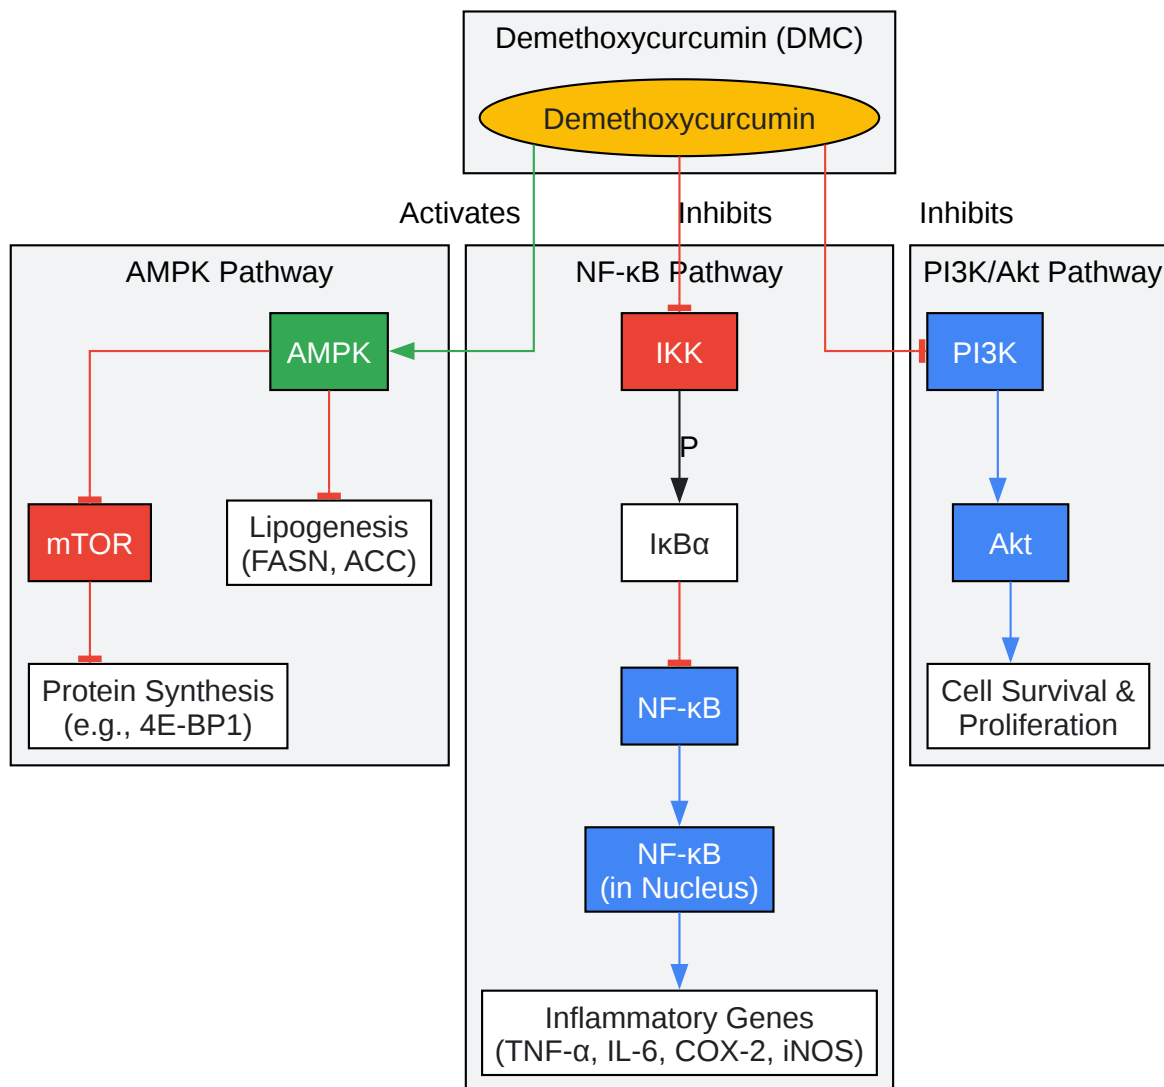 Demethoxycurcumin (DMC)
Demethoxycurcumin
Activates
Inhibits
Inhibits
AMPK Pathway
AMPK
mTOR
Lipogenesis
(FASN, ACC)
Protein Synthesis
(e.g., 4E-BP1)
NF-κB Pathway
IKK
P
IκBα
NF-κB
NF-κB
(in Nucleus)
Inflammatory Genes
(TNF-α, IL-6, COX-2, iNOS)
PI3K/Akt Pathway
PI3K
Akt
Cell Survival &
Proliferation